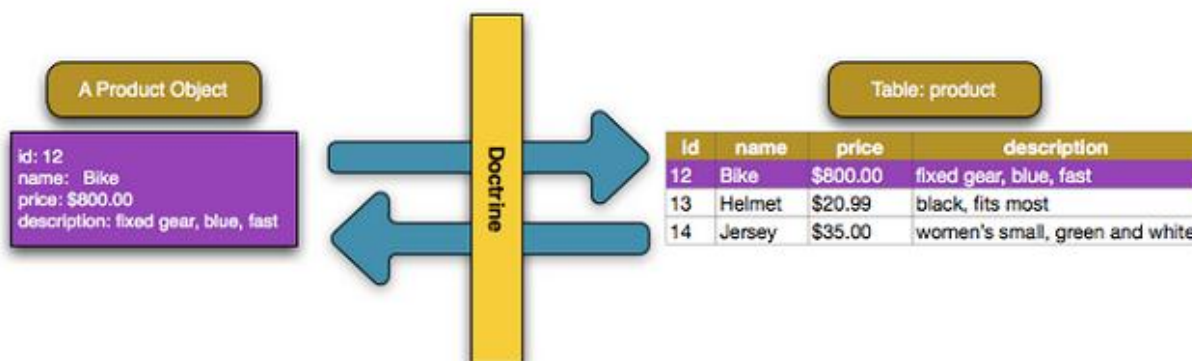 A Product Object
id: 12
name: Bike
price: $800.00
description: fixed gear, blue, fast
Doctrine
Table: product
id name price description
12 Bike $800.00 fixed gear, blue, fast
13 Helmet $20.99 black, fits most
14 Jersey $35.00 women's small, green and white